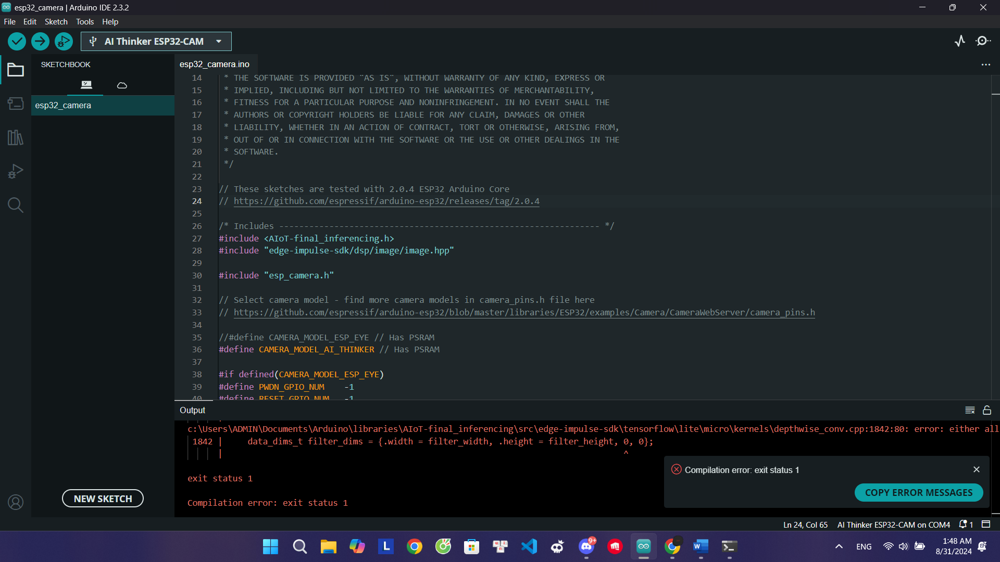 esp32_camera | Arduino IDE 2.3.2
File Edit Sketch Tools Help
AI Thinker ESP32-CAM
SKETCHBOOK
esp32_camera
NEW SKETCH
esp32_camera.ino
14 * THE SOFTWARE IS PROVIDED "AS IS", WITHOUT WARRANTY OF ANY KIND, EXPRESS OR
15 * IMPLIED, INCLUDING BUT NOT LIMITED TO THE WARRANTIES OF MERCHANTABILITY,
16 * FITNESS FOR A PARTICULAR PURPOSE AND NONINFRINGEMENT. IN NO EVENT SHALL THE
17 * AUTHORS OR COPYRIGHT HOLDERS BE LIABLE FOR ANY CLAIM, DAMAGES OR OTHER
18 * LIABILITY, WHETHER IN AN ACTION OF CONTRACT, TORT OR OTHERWISE, ARISING FROM,
19 * OUT OF OR IN CONNECTION WITH THE SOFTWARE OR THE USE OR OTHER DEALINGS IN THE
20 * SOFTWARE.
21 */
22
23 // These sketches are tested with 2.0.4 ESP32 Arduino Core
24 // https://github.com/espressif/arduino-esp32/releases/tag/2.0.4
25
26 /* Includes ---------------------------------------------------------------- */
27 #include <AIoT-final_inferencing.h>
28 #include "edge-impulse-sdk/dsp/image/image.hpp"
29
30 #include "esp_camera.h"
31
32 // Select camera model - find more camera models in camera_pins.h file here
33 // https://github.com/espressif/arduino-esp32/blob/master/libraries/ESP32/examples/Camera/CameraWebServer/camera_pins.h
34
35 //#define CAMERA_MODEL_ESP_EYE // Has PSRAM
36 #define CAMERA_MODEL_AI_THINKER // Has PSRAM
37
38 #if defined(CAMERA_MODEL_ESP_EYE)
39 #define PWDN_GPIO_NUM -1
40 #define RESET_GPIO_NUM -1
Output
c:\Users\ADMIN\Documents\Arduino\libraries\AIoT-final_inferencing\src\edge-impulse-sdk\tensorflow\lite\micro\kernels\depthwise_conv.cpp:1842:80: error: either all
1842 | data_dims_t filter_dims = {.width = filter_width, .height = filter_height, 0, 0};
| ^
exit status 1
Compilation error: exit status 1
Compilation error: exit status 1
COPY ERROR MESSAGES
Ln 24, Col 65 AI Thinker ESP32-CAM on COM4 1
L
9+
W
ENG
1:48 AM
8/31/2024